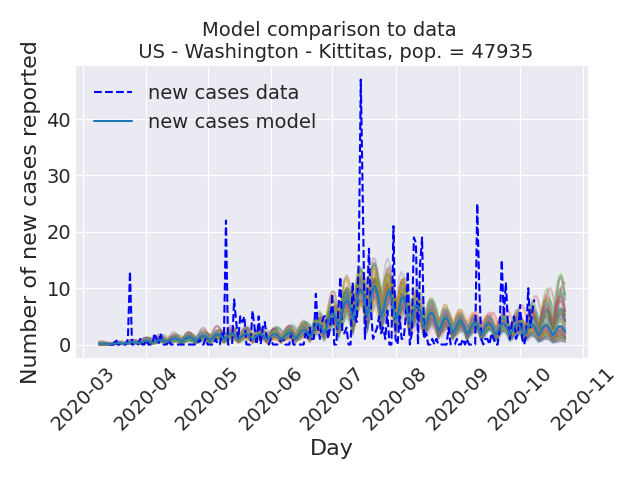 Model comparison to data
US - Washington - Kittitas, pop. = 47935
Number of new cases reported
new cases data
new cases model
40
30
20
10
0
2020-03
2020-04
2020-05
2020-06
2020-07
2020-08
2020-09
2020-10
2020-11
Day